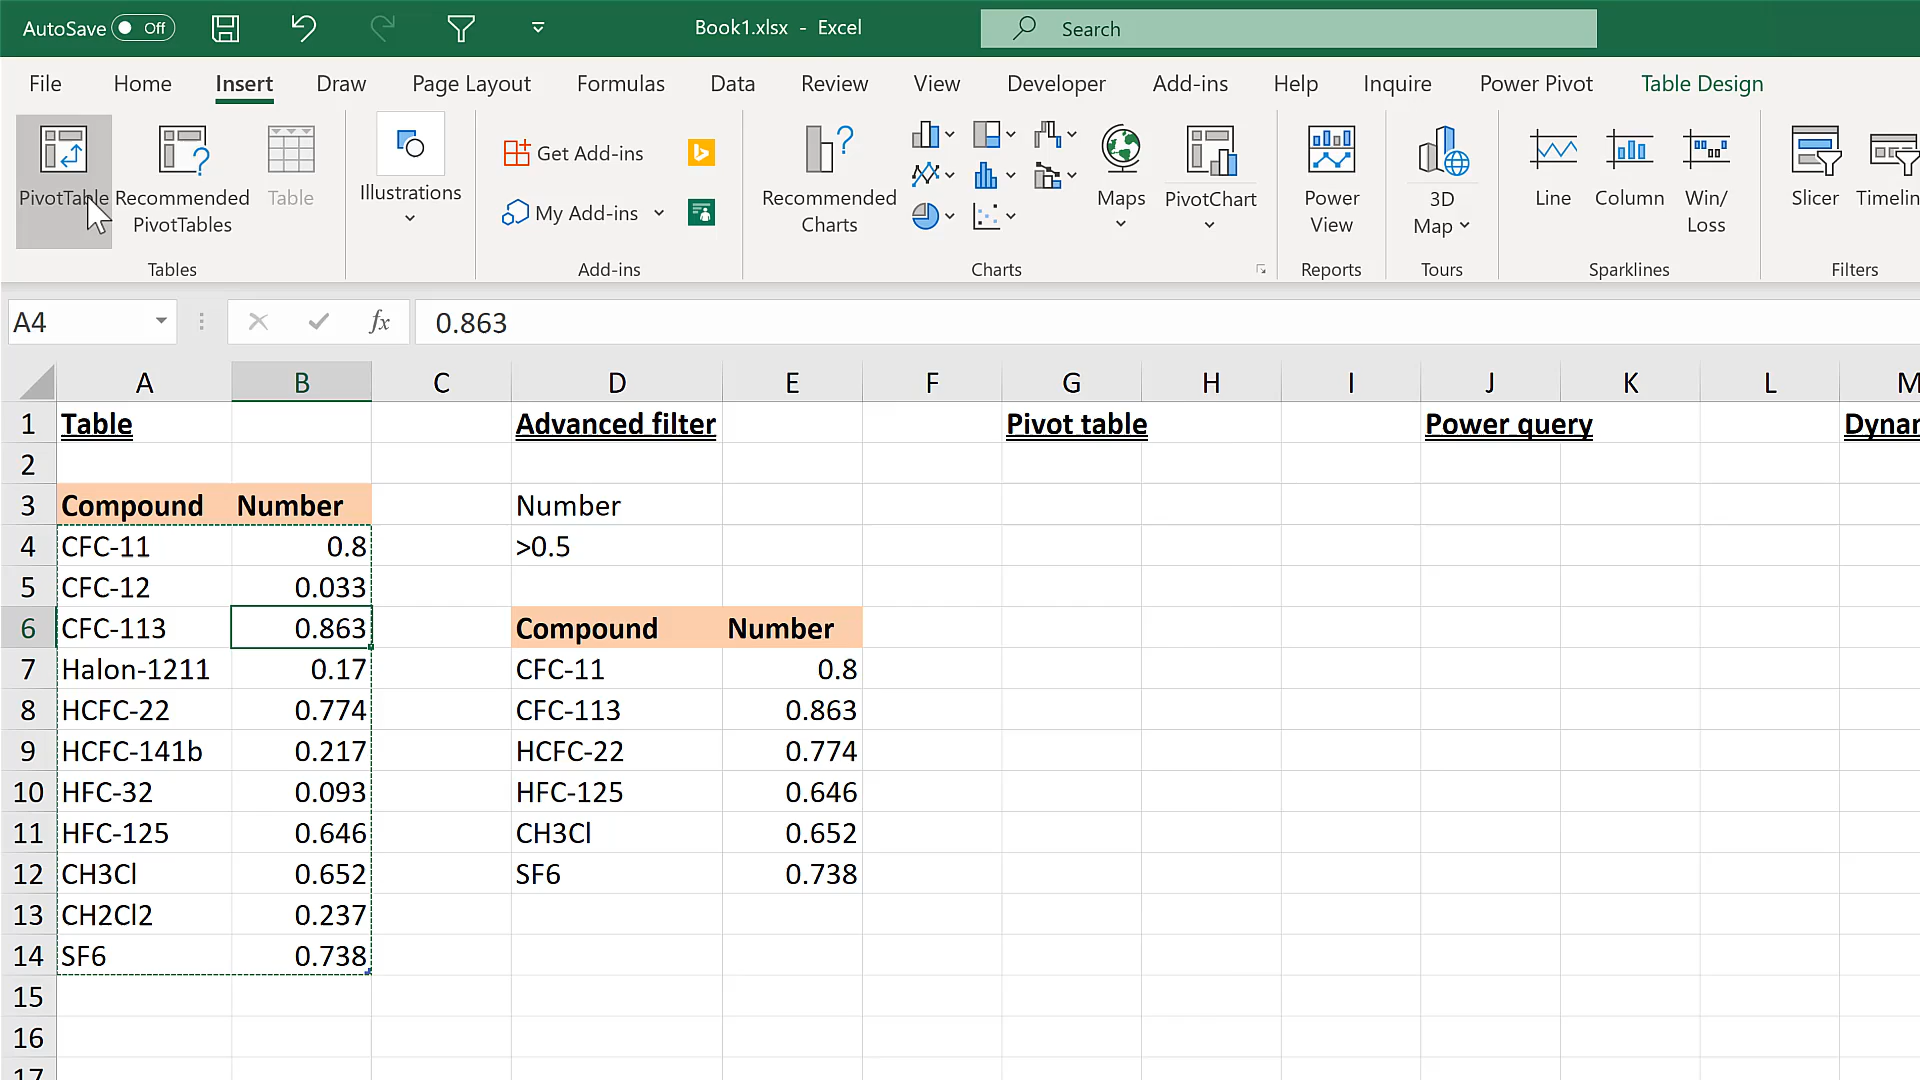 AutoSave Off Book1.xlsx - Excel Search
File Home Insert Draw Page Layout Formulas Data Review View Developer Add-ins Help Inquire Power Pivot Table Design
PivotTable
Recommended
PivotTables
Table
Tables
Illustrations
Get Add-ins
My Add-ins
Add-ins
Recommended
Charts
Maps
PivotChart
Charts
Power
View
Reports
3D
Map
Tours
Line
Column
Win/
Loss
Sparklines
Slicer
Timelin
Filters
A4 fx 0.863
A B C D E F G H I J K L M
1 Table Advanced filter Pivot table Power query Dynar
2
3 Compound Number Number
4 CFC-11 0.8 >0.5
5 CFC-12 0.033
6 CFC-113 0.863 Compound Number
7 Halon-1211 0.17 CFC-11 0.8
8 HCFC-22 0.774 CFC-113 0.863
9 HCFC-141b 0.217 HCFC-22 0.774
10 HFC-32 0.093 HFC-125 0.646
11 HFC-125 0.646 CH3Cl 0.652
12 CH3Cl 0.652 SF6 0.738
13 CH2Cl2 0.237
14 SF6 0.738
15
16
17